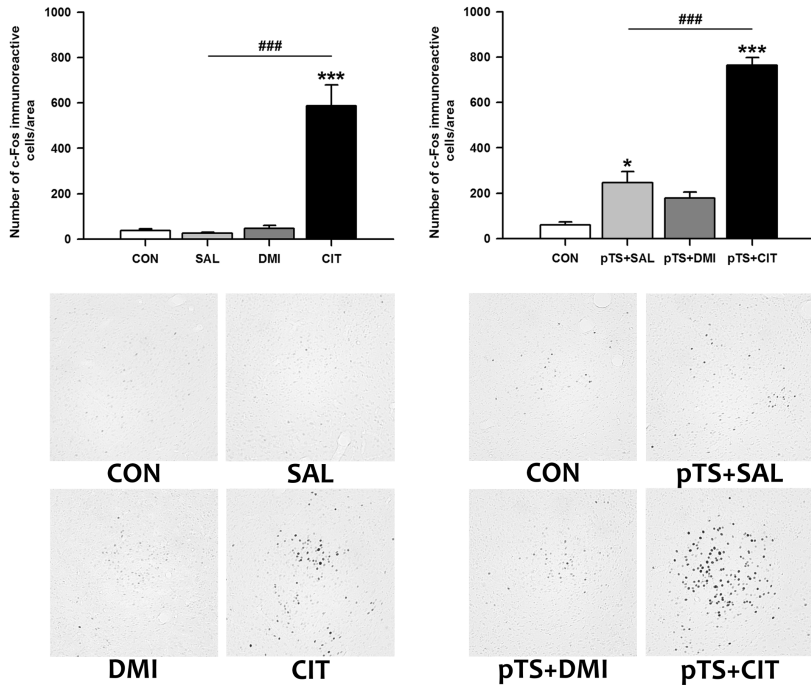 Number of c-Fos immunoreactive
cells/area
1000
800
600
400
200
0
###
***
CON
SAL
DMI
CIT
Number of c-Fos immunoreactive
cells/area
1000
800
600
400
200
0
###
***
*
CON
pTS+SAL
pTS+DMI
pTS+CIT
CON
SAL
CON
pTS+SAL
DMI
CIT
pTS+DMI
pTS+CIT